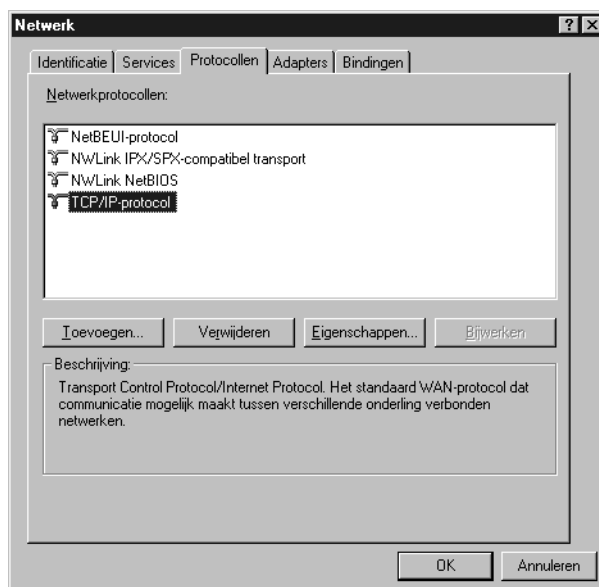 Netwerk
Identificatie Services Protocollen Adapters Bindingen
Netwerkprotocollen:
NetBEUI-protocol
NWLink IPX/SPX-compatibel transport
NWLink NetBIOS
TCP/IP-protocol
Toevoegen... Verwijderen Eigenschappen... Bijwerken
Beschrijving:
Transport Control Protocol/Internet Protocol. Het standaard WAN-protocol dat
communicatie mogelijk maakt tussen verschillende onderling verbonden
netwerken.
OK Annuleren